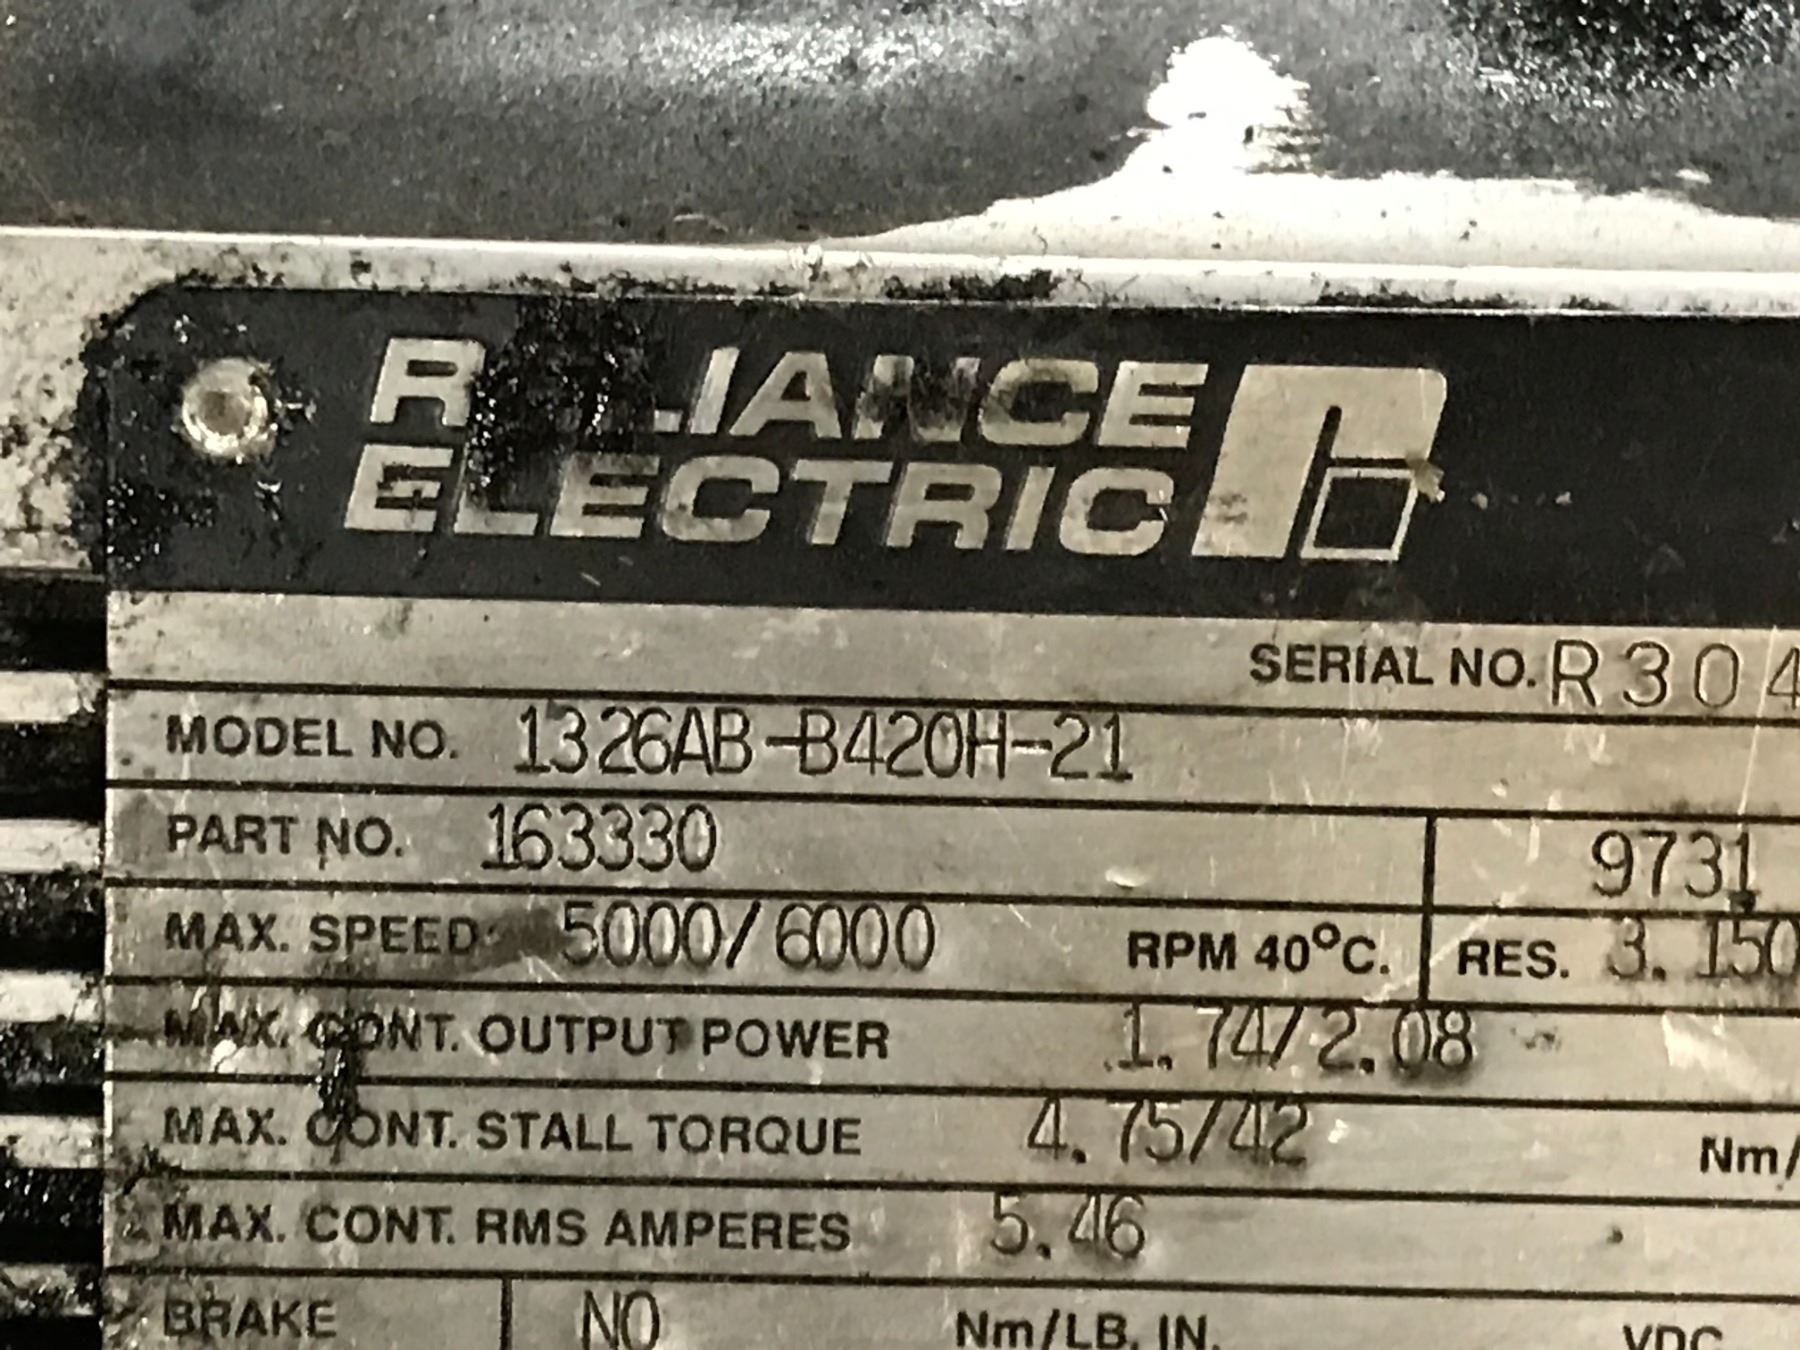 RELIANCE
ELECTRIC
SERIAL NO. R304
MODEL NO. 1326AB-B420H-21
PART NO. 163330 9731
MAX. SPEED 5000/6000 RPM 40°C. RES. 3.150
MAX. CONT. OUTPUT POWER 1.74/2.08
MAX. CONT. STALL TORQUE 4.75/42 Nm/
MAX. CONT. RMS AMPERES 5.46
BRAKE NO Nm/LB. IN. VDC